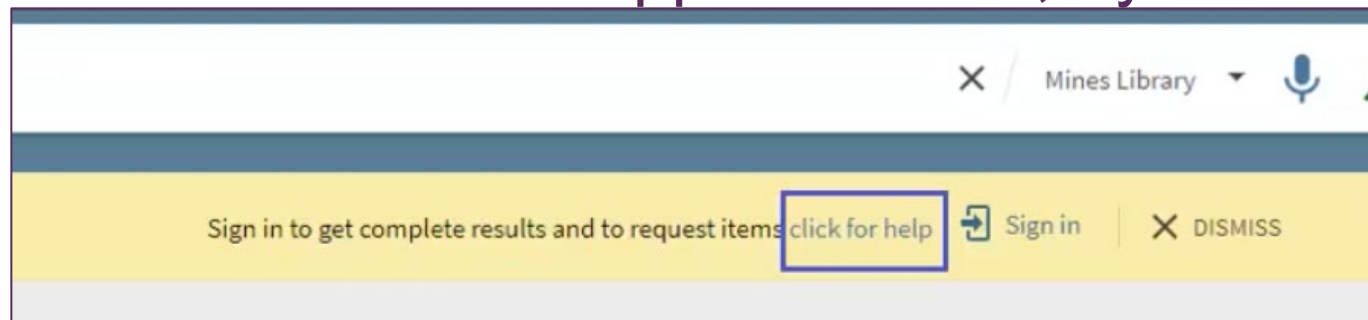 Mines Library
Sign in to get complete results and to request items click for help Sign in DISMISS